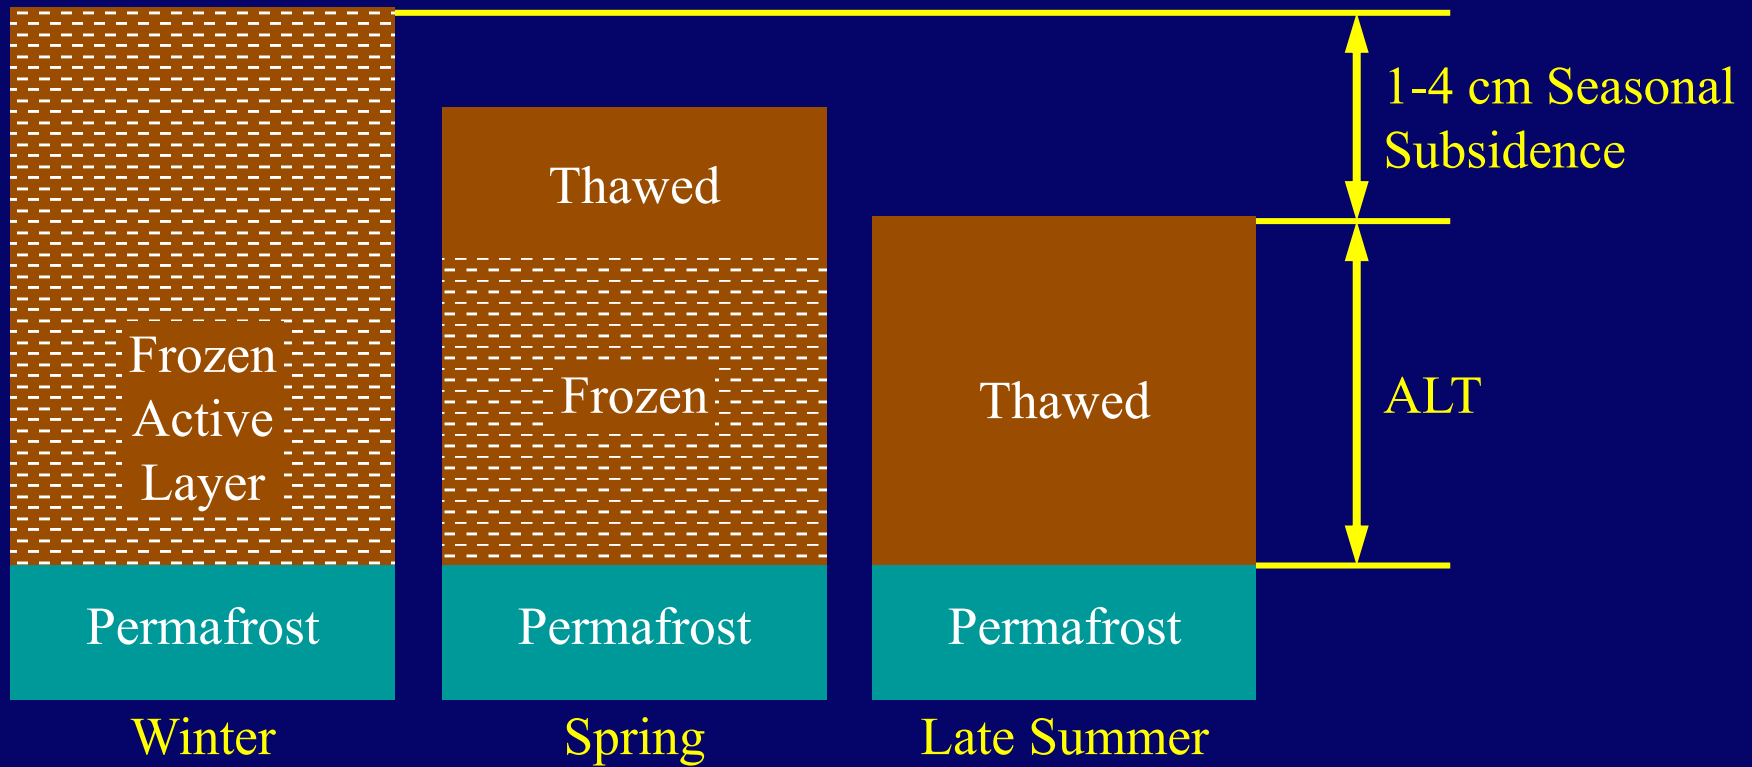 Frozen
Active
Layer
Permafrost
Winter
Thawed
Frozen
Permafrost
Spring
Thawed
Permafrost
Late Summer
1-4 cm Seasonal
Subsidence
ALT